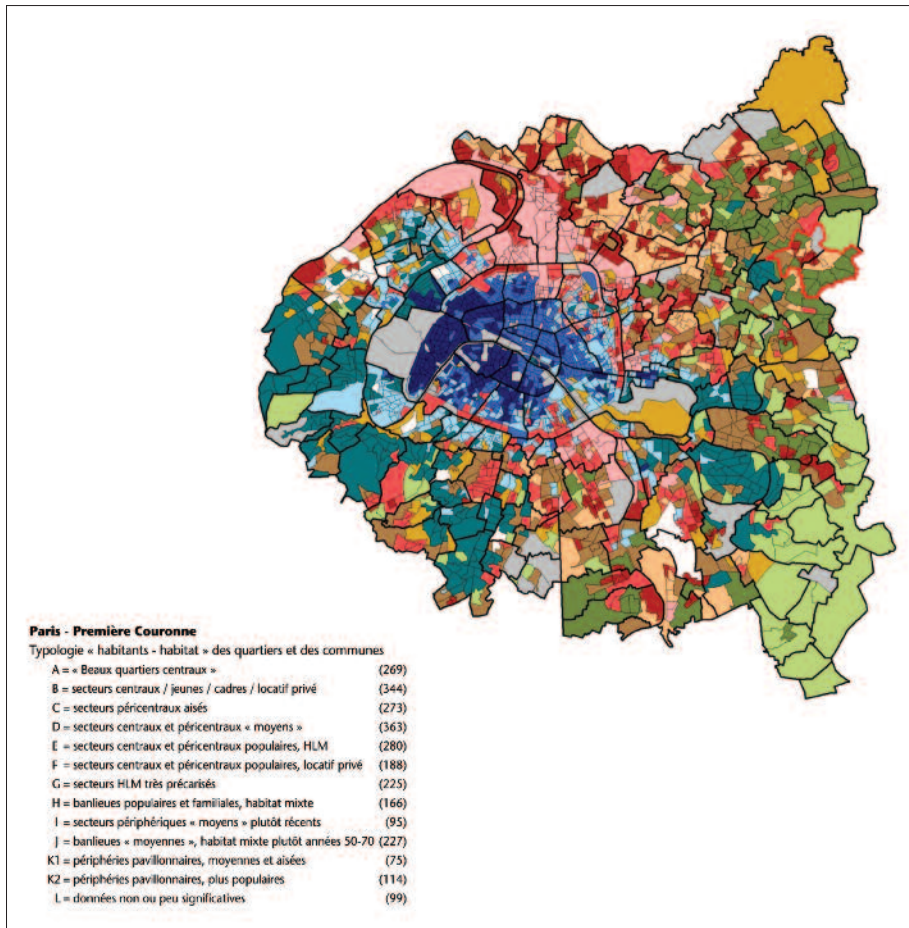 Paris - Première Couronne
Typologie « habitants - habitat » des quartiers et des communes
A = « Beaux quartiers centraux » (269)
B = secteurs centraux / jeunes / cadres / locatif privé (344)
C = secteurs péricentraux aisés (273)
D = secteurs centraux et péricentraux « moyens » (363)
E = secteurs centraux et péricentraux populaires, HLM (280)
F = secteurs centraux et péricentraux populaires, locatif privé (188)
G = secteurs HLM très précarisés (225)
H = banlieues populaires et familiales, habitat mixte (166)
I = secteurs périphériques « moyens » plutôt récents (95)
J = banlieues « moyennes », habitat mixte plutôt années 50-70 (227)
K1 = périphéries pavillonnaires, moyennes et aisées (75)
K2 = périphéries pavillonnaires, plus populaires (114)
L = données non ou peu significatives (99)